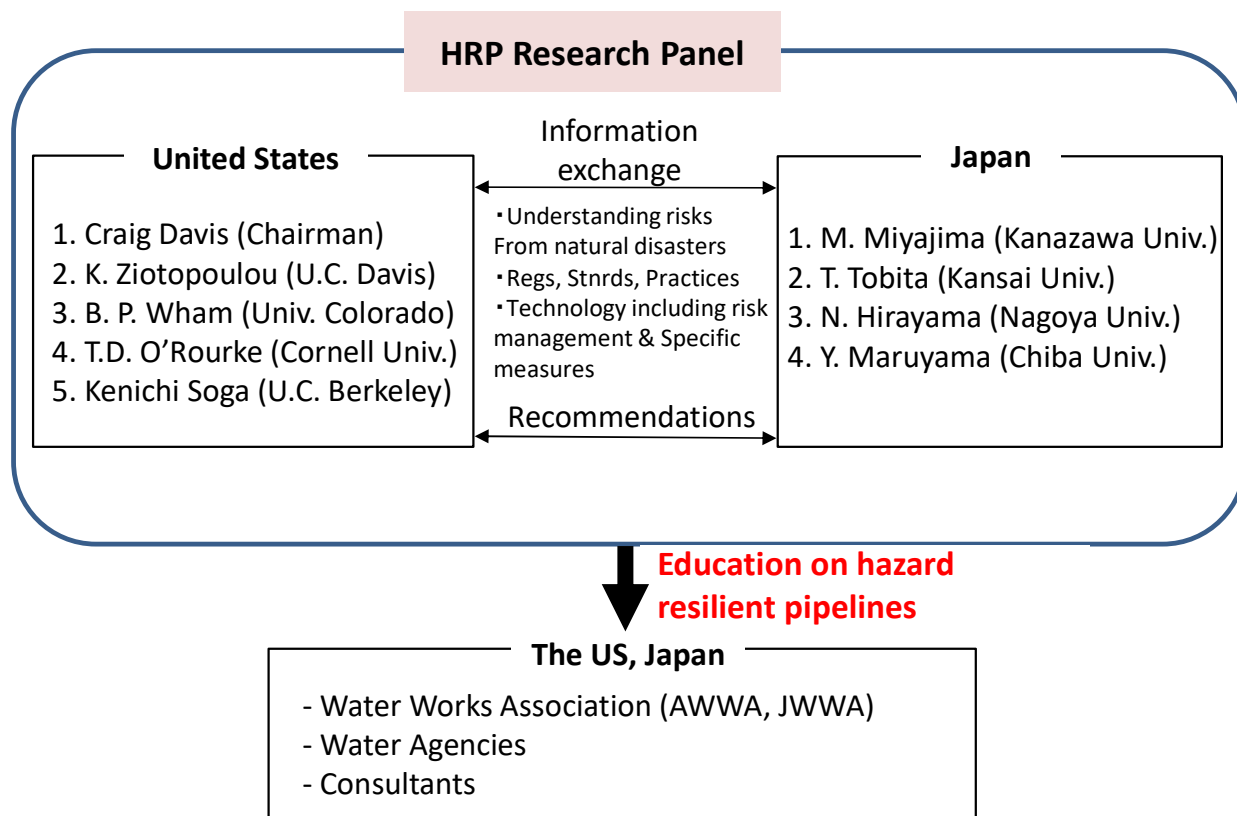 HRP Research Panel
United States
1. Craig Davis (Chairman)
2. K. Ziotopoulou (U.C. Davis)
3. B. P. Wham (Univ. Colorado)
4. T.D. O’Rourke (Cornell Univ.)
5. Kenichi Soga (U.C. Berkeley)
Information
exchange
・Understanding risks
From natural disasters
・Regs, Stnrds, Practices
・Technology including risk
management & Specific
measures
Recommendations
Japan
1. M. Miyajima (Kanazawa Univ.)
2. T. Tobita (Kansai Univ.)
3. N. Hirayama (Nagoya Univ.)
4. Y. Maruyama (Chiba Univ.)
Education on hazard
resilient pipelines
The US, Japan
- Water Works Association (AWWA, JWWA)
- Water Agencies
- Consultants